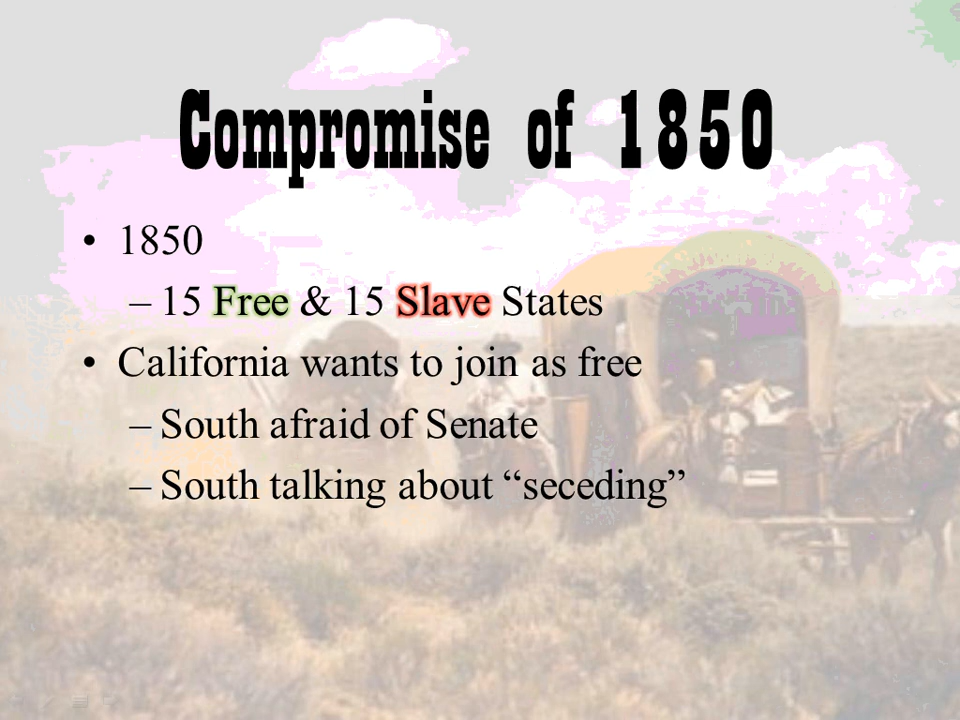 Compromise of 1850
• 1850
– 15 Free & 15 Slave States
• California wants to join as free
– South afraid of Senate
– South talking about “seceding”